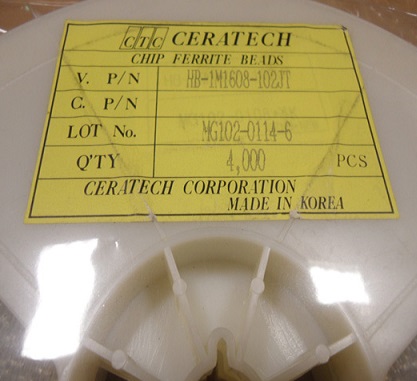 CTC CERATECH
CHIP FERRITE BEADS
V. P/N HB-1M1608-102JT
C. P/N
LOT No. MG102-0114-6
Q'TY 4,000 PCS
CERATECH CORPORATION
MADE IN KOREA